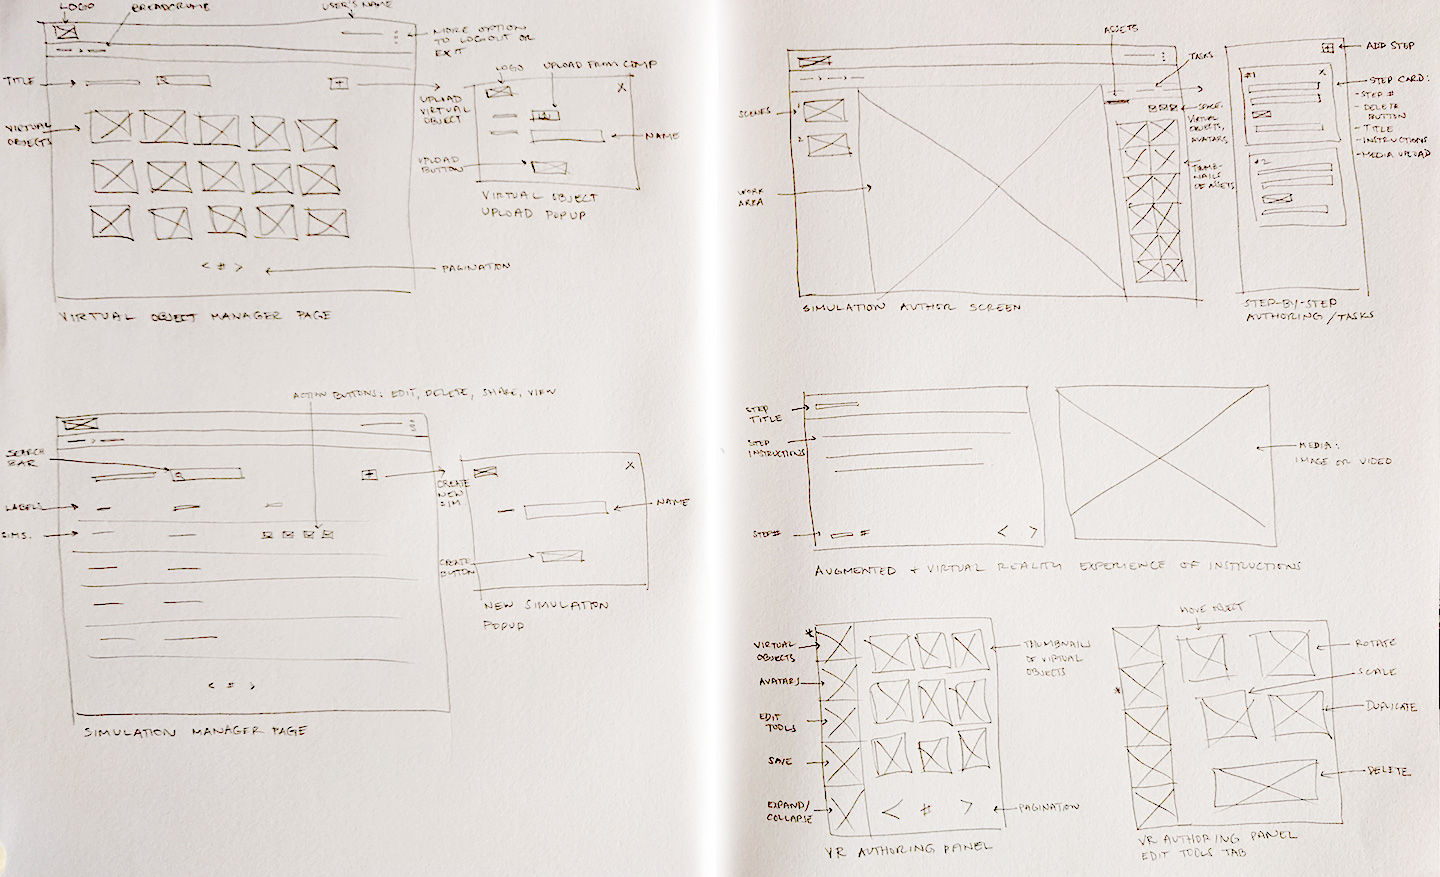 LOGO
BREADCRUMB
USER'S NAME
MORE OPTION
TO LOGOUT OR
EXIT
TITLE
VIRTUAL
OBJECTS
UPLOAD
VIRTUAL
OBJECT
LOGO
UPLOAD FROM COMP
X
NAME
UPLOAD
BUTTON
VIRTUAL OBJECT
UPLOAD POPUP
< # >
PAGINATION
VIRTUAL OBJECT MANAGER PAGE
ACTION BUTTONS: EDIT, DELETE, SHARE, VIEW
SEARCH
BAR
LABELS
SIMS.
CREATE
NEW
SIM
X
NAME
CREATE
BUTTON
NEW SIMULATION
POPUP
< # >
SIMULATION MANAGER PAGE
ASSETS
TASKS
SCENES
2
WORK
AREA
SPACE:
VIRTUAL
OBJECTS,
AVATARS
THUMB-
NAILS
OF ASSETS
SIMULATION AUTHER SCREEN
ADD STEP
#1
X
STEP CARD:
- STEP #
- DELETE
BUTTON
- TITLE
- INSTRUCTIONS
- MEDIA UPLOAD
#2
STEP-BY-STEP
AUTHORING/TASKS
STEP
TITLE
STEP
INSTRUCTIONS
STEP#
#
< >
MEDIA:
IMAGE OR VIDEO
AUGMENTED + VIRTUAL REALITY EXPERIENCE OF INSTRUCTIONS
VIRTUAL
OBJECTS
*
AVATARS
EDIT
TOOLS
SAVE
EXPAND/
COLLAPSE
THUMBNAILS
OF VIRTUAL
OBJECTS
< # >
PAGINATION
VR AUTHORING PANEL
MOVE OBJECT
*
ROTATE
SCALE
DUPLICATE
DELETE
VR AUTHORING PANEL
EDIT TOOLS TAB